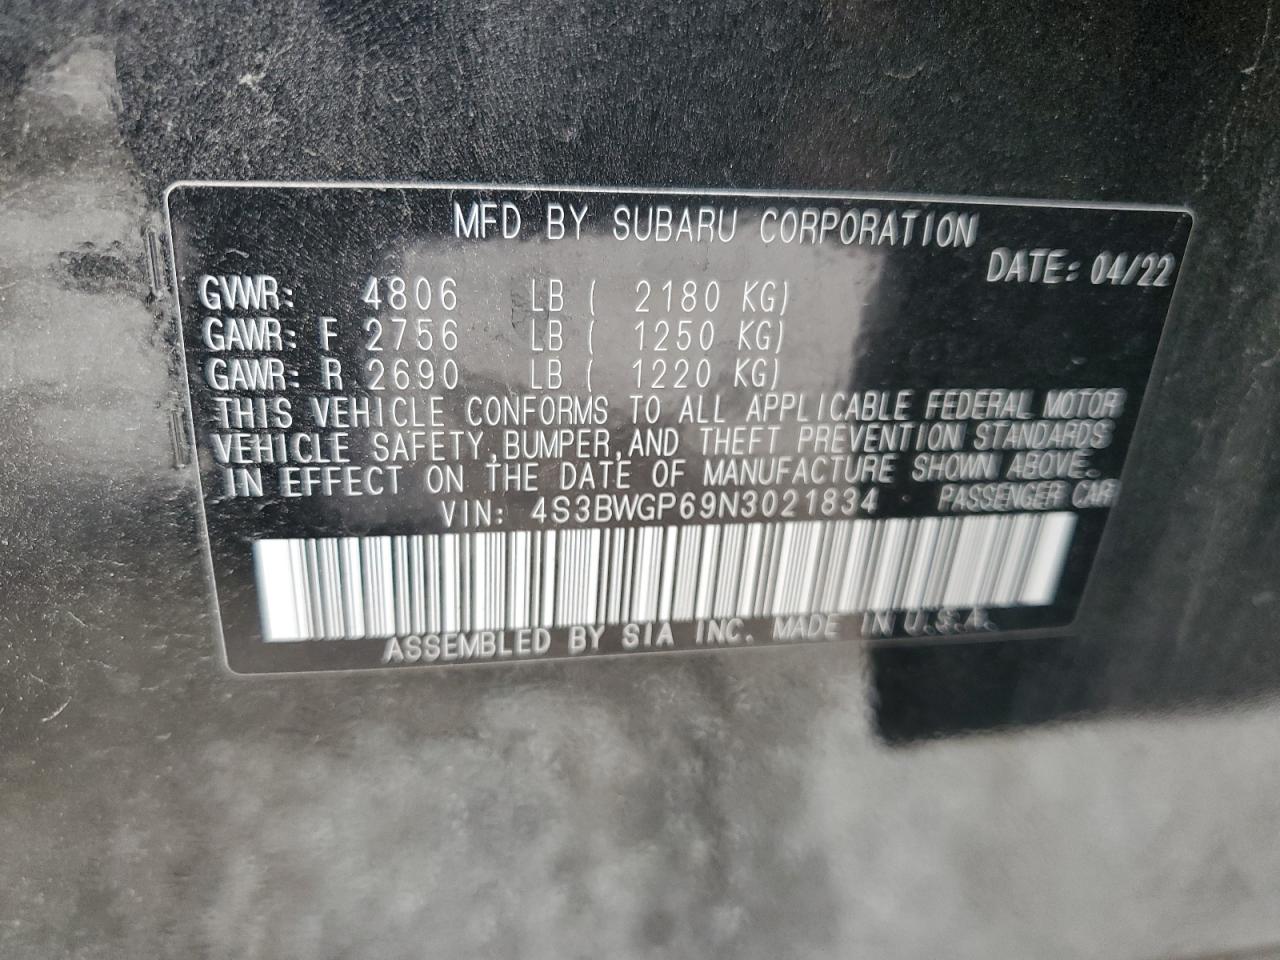 MFD BY SUBARU CORPORATION
DATE: 04/22
GVWR: 4806 LB ( 2180 KG)
GAWR: F 2756 LB ( 1250 KG)
GAWR: R 2690 LB ( 1220 KG)
THIS VEHICLE CONFORMS TO ALL APPLICABLE FEDERAL MOTOR
VEHICLE SAFETY,BUMPER,AND THEFT PREVENTION STANDARDS
IN EFFECT ON THE DATE OF MANUFACTURE SHOWN ABOVE.
VIN: 4S3BWGP69N3021834 PASSENGER CAR
ASSEMBLED BY SIA INC. MADE IN U.S.A.